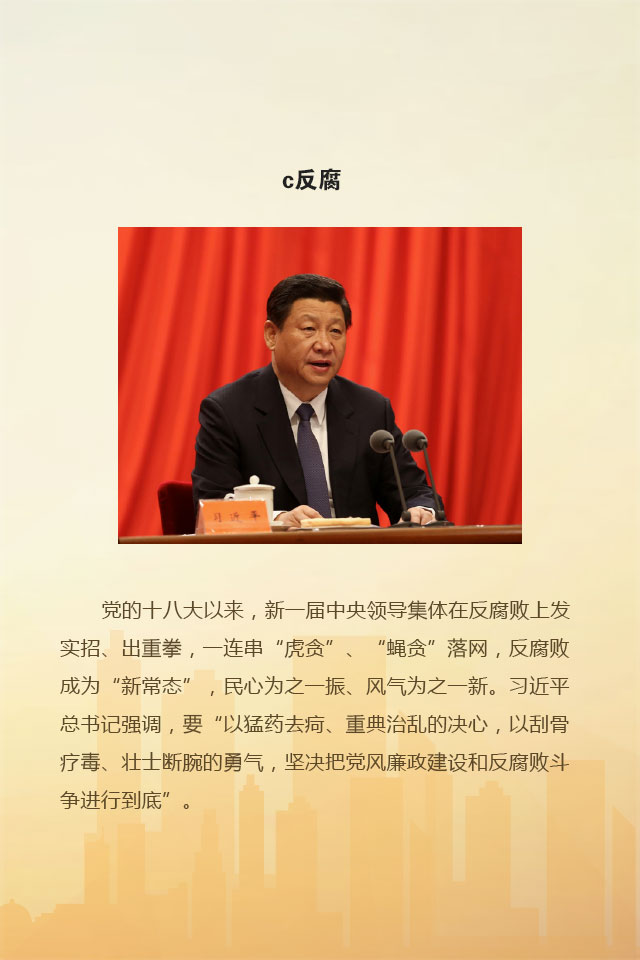 c反腐
习近平
党的十八大以来，新一届中央领导集体在反腐败上发
实招、出重拳，一连串“虎贪”、“蝇贪”落网，反腐败
成为“新常态”，民心为之一振、风气为之一新。习近平
总书记强调，要“以猛药去疴、重典治乱的决心，以刮骨
疗毒、壮士断腕的勇气，坚决把党风廉政建设和反腐败斗
争进行到底”。